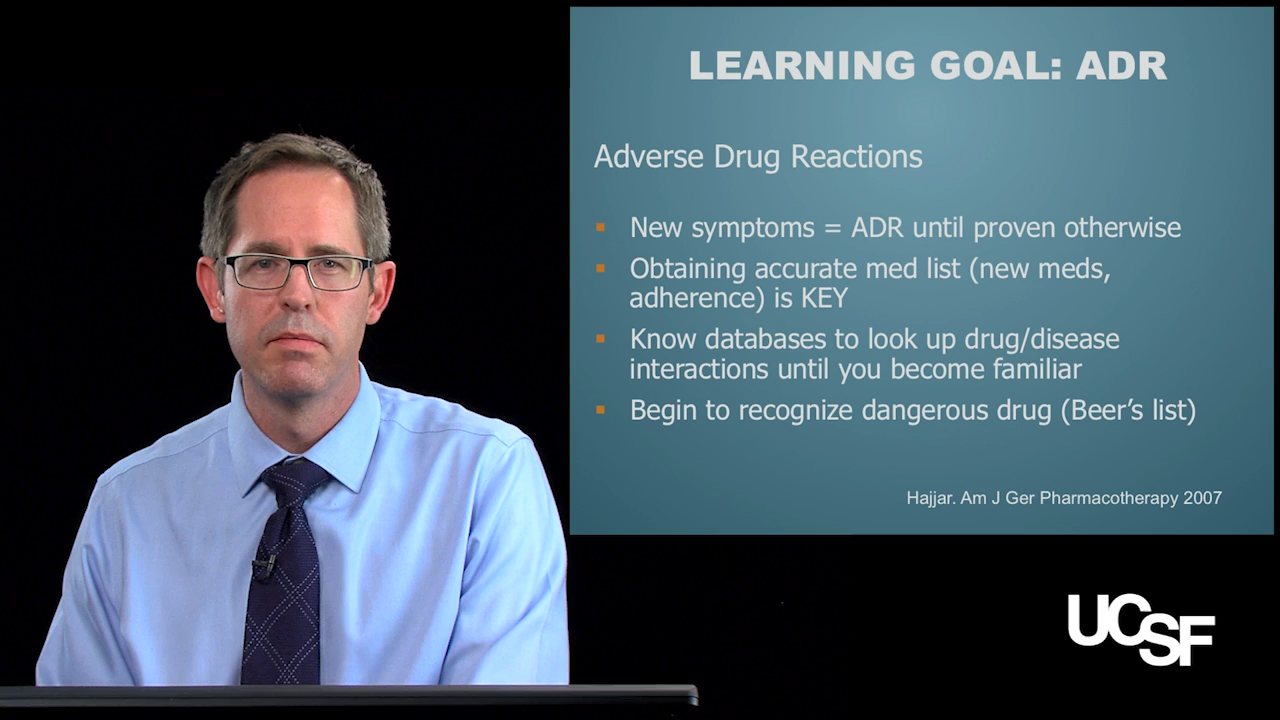 LEARNING GOAL: ADR
Adverse Drug Reactions
▪ New symptoms = ADR until proven otherwise
▪ Obtaining accurate med list (new meds,
adherence) is KEY
▪ Know databases to look up drug/disease
interactions until you become familiar
▪ Begin to recognize dangerous drug (Beer’s list)
Hajjar. Am J Ger Pharmacotherapy 2007
UCSF